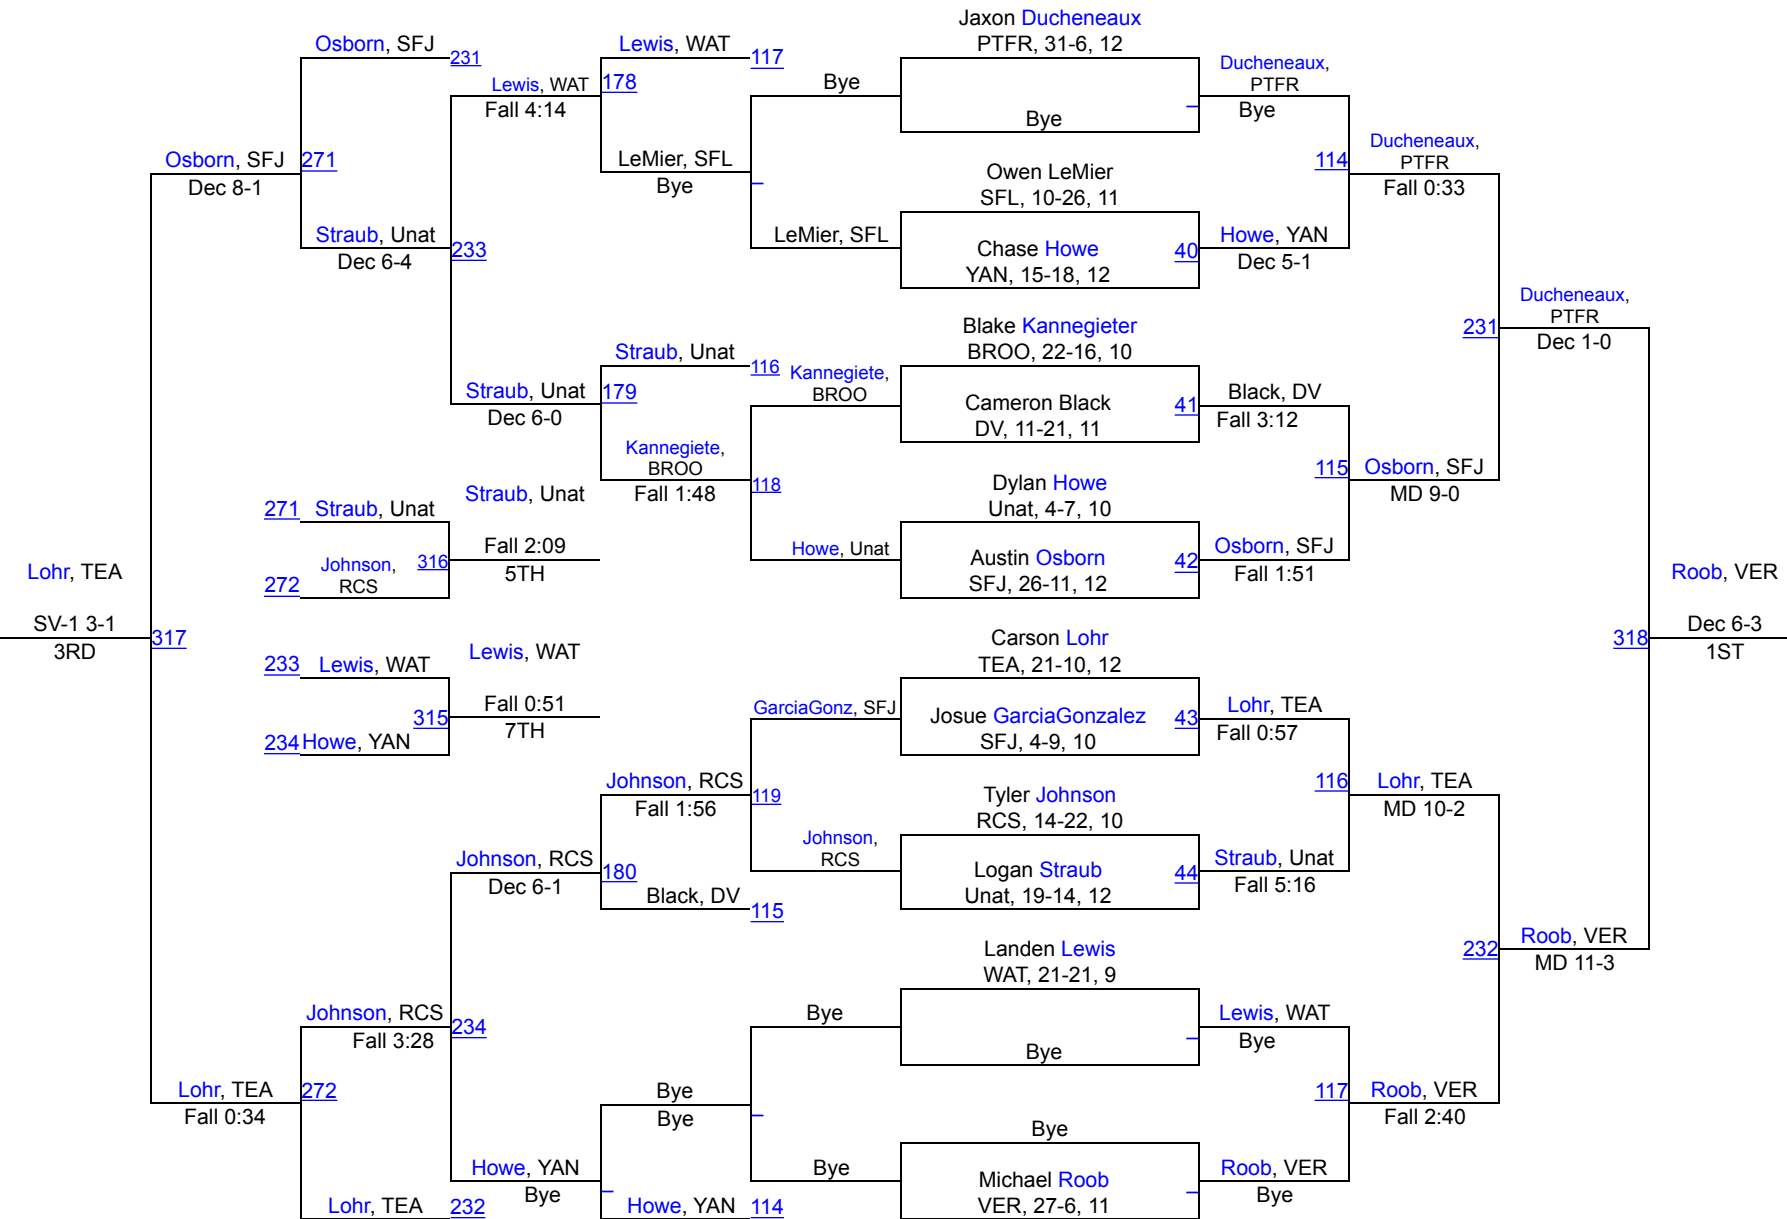 Jaxon Ducheneaux
PTFR, 31-6, 12
Bye
Owen LeMier
SFL, 10-26, 11
Chase Howe
YAN, 15-18, 12
40
Blake Kannegieter
BROO, 22-16, 10
Cameron Black
DV, 11-21, 11
41
Dylan Howe
Unat, 4-7, 10
Austin Osborn
SFJ, 26-11, 12
42
Carson Lohr
TEA, 21-10, 12
Josue GarciaGonzalez
SFJ, 4-9, 10
43
Tyler Johnson
RCS, 14-22, 10
Logan Straub
Unat, 19-14, 12
44
Landen Lewis
WAT, 21-21, 9
Bye
Bye
Michael Roob
VER, 27-6, 11
Ducheneaux,
PTFR
Bye
114
Howe, YAN
Dec 5-1
Black, DV
Fall 3:12
115
Osborn, SFJ
Fall 1:51
Lohr, TEA
Fall 0:57
116
Straub, Unat
Fall 5:16
Lewis, WAT
Bye
117
Roob, VER
Bye
Ducheneaux,
PTFR
Fall 0:33
231
Osborn, SFJ
MD 9-0
Lohr, TEA
MD 10-2
232
Roob, VER
Fall 2:40
Ducheneaux,
PTFR
Dec 1-0
318
Roob, VER
MD 11-3
Roob, VER
Dec 6-3
1ST
Bye
LeMier, SFL
Kannegiete,
BROO
118
Howe, Unat
GarciaGonz, SFJ
119
Johnson,
RCS
Bye
Bye
Lewis, WAT
117
178
LeMier, SFL
Bye
Straub, Unat
116
179
Kannegiete,
BROO
Fall 1:48
Johnson, RCS
Fall 1:56
180
Black, DV
115
Bye
Bye
Howe, YAN
114
Lewis, WAT
Fall 4:14
233
Straub, Unat
Dec 6-0
Johnson, RCS
Dec 6-1
234
Howe, YAN
Bye
Osborn, SFJ
231
271
Straub, Unat
Dec 6-4
Johnson, RCS
Fall 3:28
272
Lohr, TEA
232
Osborn, SFJ
Dec 8-1
317
Lohr, TEA
Fall 0:34
Lohr, TEA
SV-1 3-1
3RD
271
Straub, Unat
272
Johnson,
RCS
316
Straub, Unat
Fall 2:09
5TH
233
Lewis, WAT
234
Howe, YAN
315
Lewis, WAT
Fall 0:51
7TH